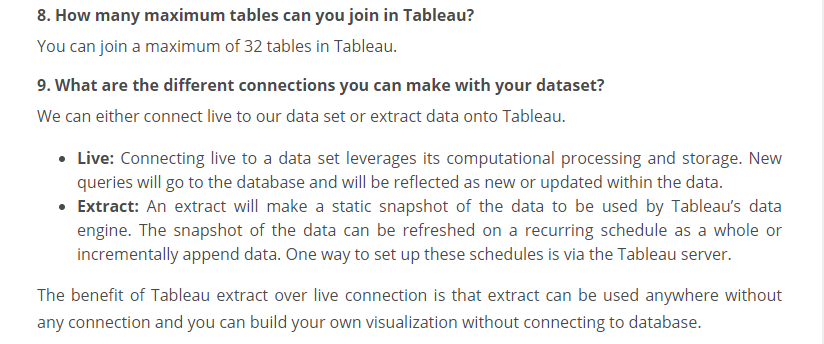 8. How many maximum tables can you join in Tableau?
You can join a maximum of 32 tables in Tableau.
9. What are the different connections you can make with your dataset?
We can either connect live to our data set or extract data onto Tableau.
• Live: Connecting live to a data set leverages its computational processing and storage. New
queries will go to the database and will be reflected as new or updated within the data.
• Extract: An extract will make a static snapshot of the data to be used by Tableau’s data
engine. The snapshot of the data can be refreshed on a recurring schedule as a whole or
incrementally append data. One way to set up these schedules is via the Tableau server.
The benefit of Tableau extract over live connection is that extract can be used anywhere without
any connection and you can build your own visualization without connecting to database.